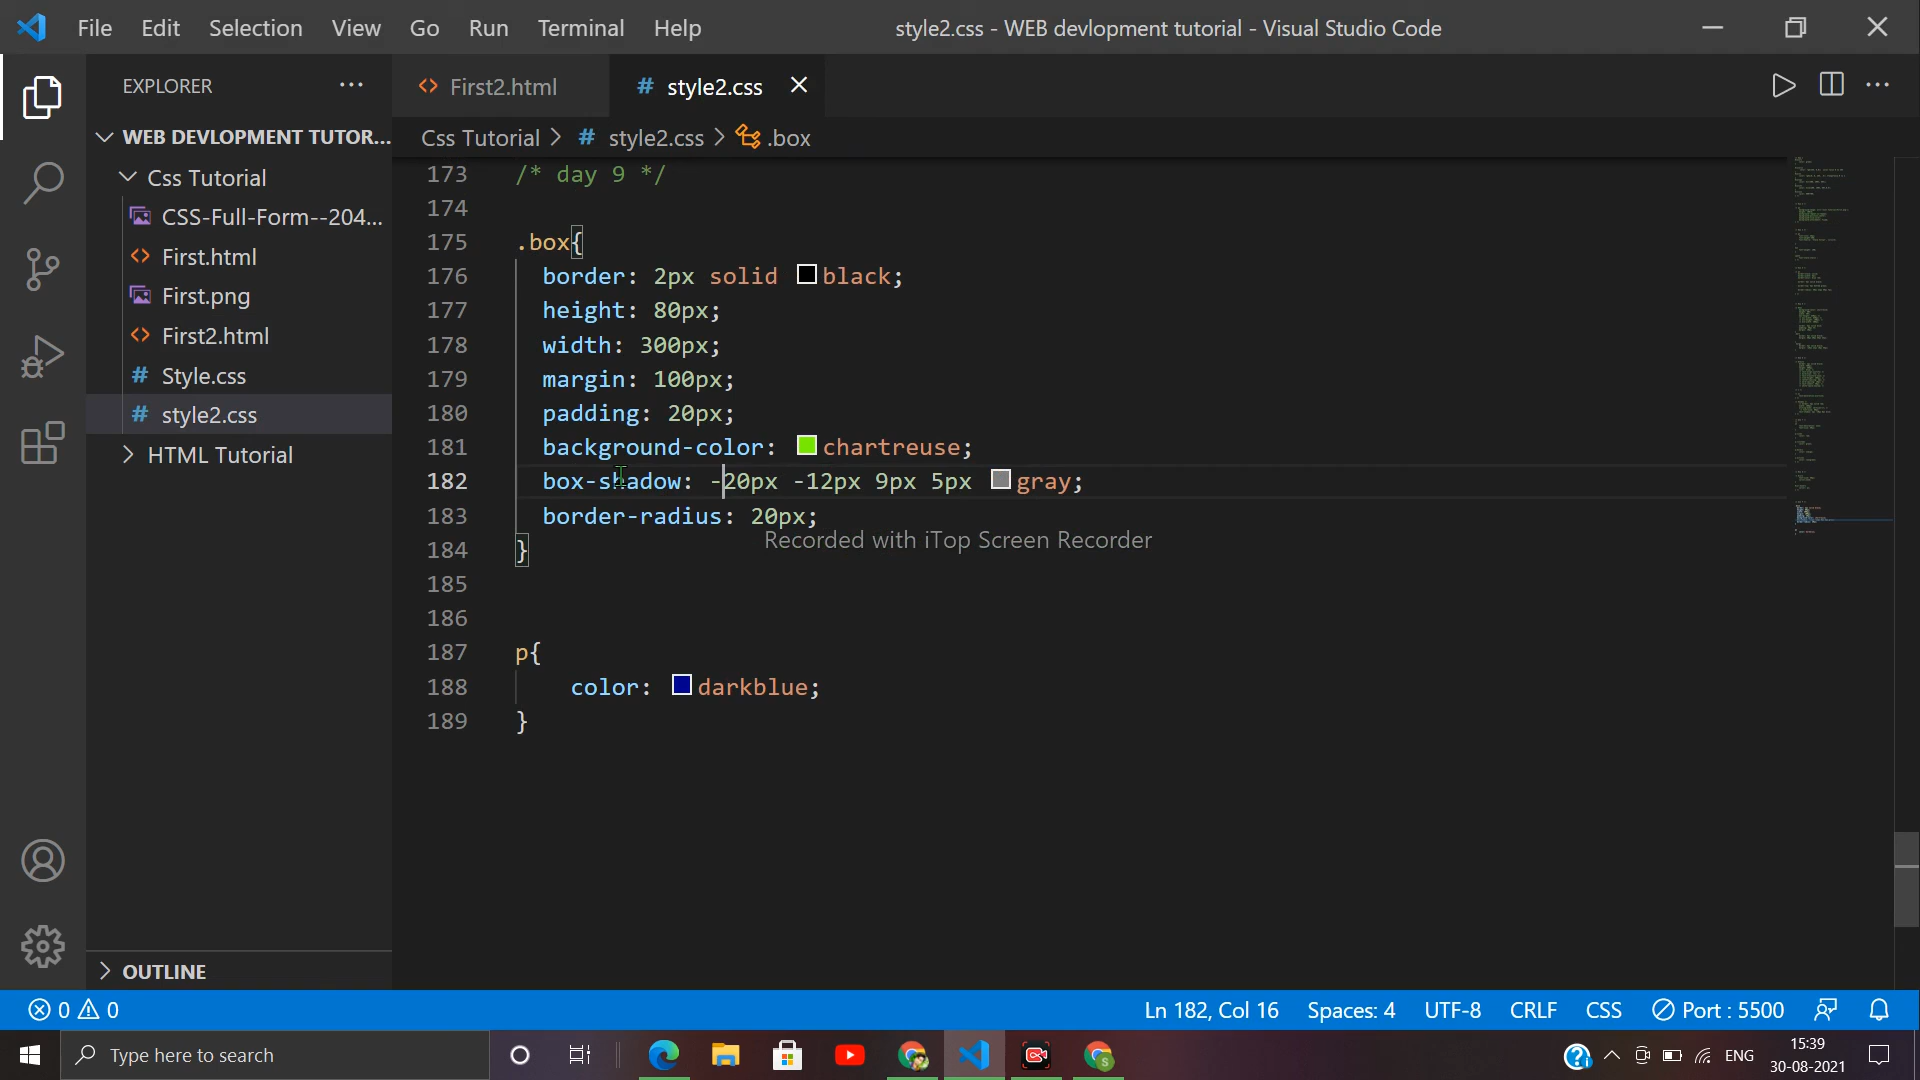 File Edit Selection View Go Run Terminal Help
style2.css - WEB devlopment tutorial - Visual Studio Code
EXPLORER
WEB DEVLOPMENT TUTOR...
Css Tutorial
CSS-Full-Form--204...
First.html
First.png
First2.html
Style.css
style2.css
HTML Tutorial
OUTLINE
First2.html
style2.css
Css Tutorial > # style2.css > .box
173 /* day 9 */
174
175 .box{
176 border: 2px solid black;
177 height: 80px;
178 width: 300px;
179 margin: 100px;
180 padding: 20px;
181 background-color: chartreuse;
182 box-shadow: -20px -12px 9px 5px gray;
183 border-radius: 20px;
Recorded with iTop Screen Recorder
184 }
185
186
187 p{
188 color: darkblue;
189 }
0 0
Ln 182, Col 16 Spaces: 4 UTF-8 CRLF CSS Port : 5500
Type here to search
ENG
15:39
30-08-2021